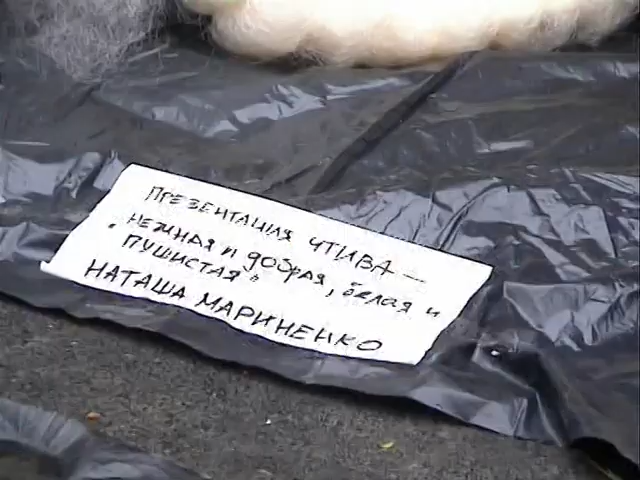 ПРЕЗЕНТАЦИЯ ЧТИВА —
"НЕЖНАЯ И добрая, белая и
ПУШИСТАЯ"
НАТАША МАРИНЕНКО